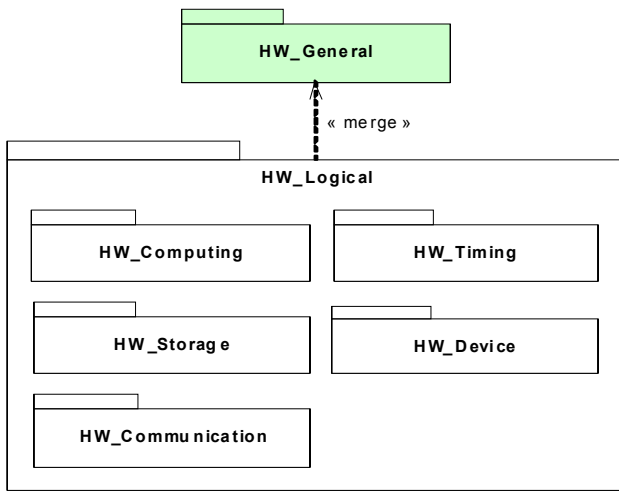 HW_General
« merge »
HW_Logical
HW_Computing
HW_Timing
HW_Storage
HW_Device
HW_Communication